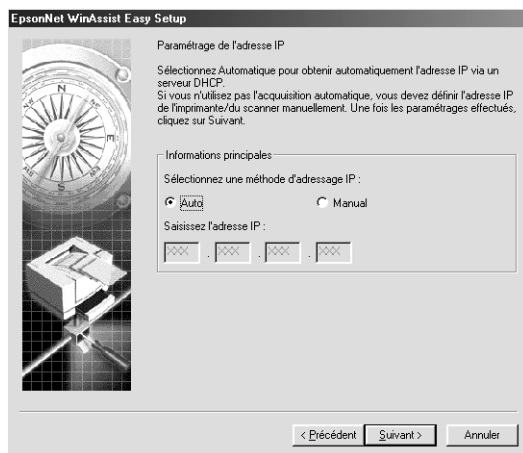 EpsonNet WinAssist Easy Setup
Paramétrage de l'adresse IP
Sélectionnez Automatique pour obtenir automatiquement l'adresse IP via un
serveur DHCP.
Si vous n'utilisez pas l'acquuisition automatique, vous devez définir l'adresse IP
de l'imprimante/du scanner manuellement. Une fois les paramétrages effectués,
cliquez sur Suivant.
Informations principales
Sélectionnez une méthode d'adressage IP :
Auto Manual
Saisissez l'adresse IP :
XXX . XXX . XXX . XXX
< Précédent Suivant > Annuler